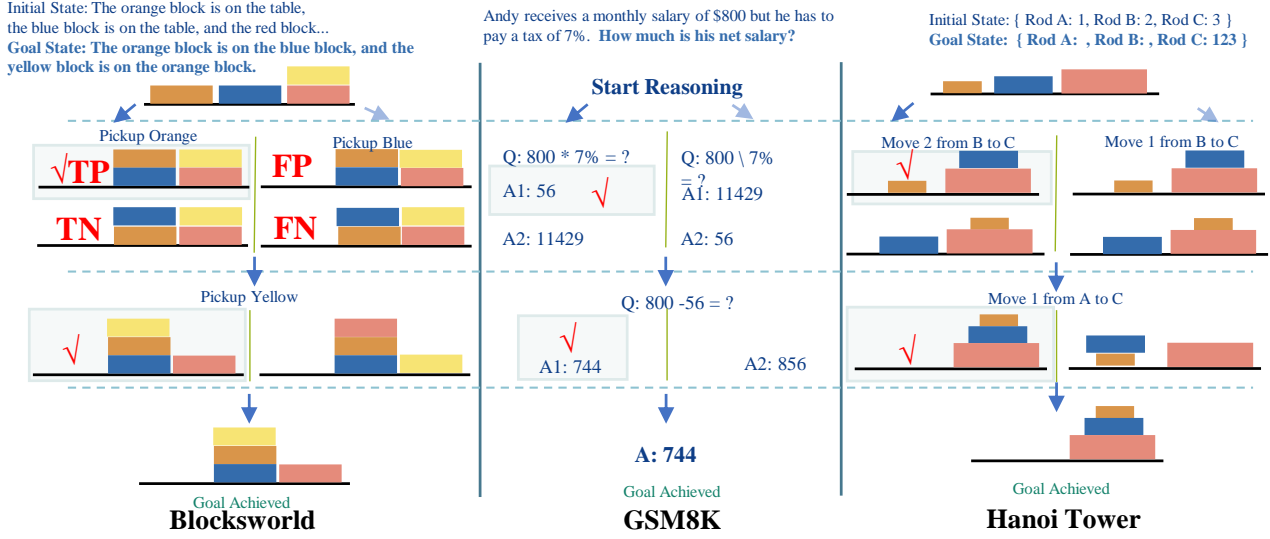 Initial State: The orange block is on the table,
the blue block is on the table, and the red block...
Goal State: The orange block is on the blue block, and the
yellow block is on the orange block.
Pickup Orange
Pickup Blue
√TP
FP
TN
FN
Pickup Yellow
√
Goal Achieved
Blocksworld
Andy receives a monthly salary of $800 but he has to
pay a tax of 7%. How much is his net salary?
Start Reasoning
Q: 800 * 7% = ?
A1: 56 √
A2: 11429
Q: 800 \ 7%
= ?
A1: 11429
A2: 56
Q: 800 -56 = ?
√
A1: 744
A2: 856
A: 744
Goal Achieved
GSM8K
Initial State: { Rod A: 1, Rod B: 2, Rod C: 3 }
Goal State: { Rod A: , Rod B: , Rod C: 123 }
Move 2 from B to C
Move 1 from B to C
√
Move 1 from A to C
√
Goal Achieved
Hanoi Tower